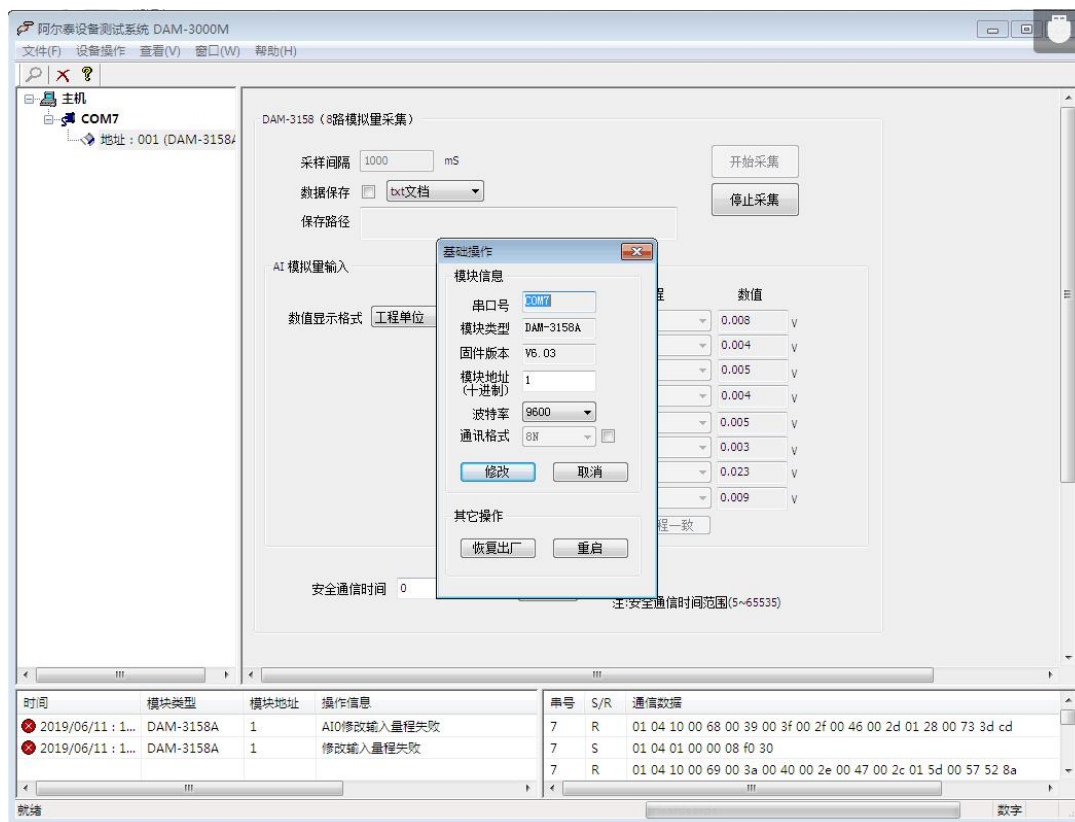 阿尔泰设备测试系统 DAM-3000M
文件(F) 设备操作 查看(V) 窗口(W) 帮助(H)
主机
COM7
地址：001 (DAM-3158A
DAM-3158（8路模拟量采集）
采样间隔 1000 mS
开始采集
数据保存 txt文档
停止采集
保存路径
AI 模拟量输入
数值显示格式 工程单位
程 数值
0.008 V
0.004 V
0.005 V
0.004 V
0.005 V
0.003 V
0.023 V
0.009 V
程一致
安全通信时间 0
注:安全通信时间范围(5~65535)
基础操作
模块信息
串口号 COM7
模块类型 DAM-3158A
固件版本 V6.03
模块地址
(十进制) 1
波特率 9600
通讯格式 8N
修改 取消
其它操作
恢复出厂 重启
时间 模块类型 模块地址 操作信息
2019/06/11 : 1... DAM-3158A 1 AI0修改输入量程失败
2019/06/11 : 1... DAM-3158A 1 修改输入量程失败
串号 S/R 通信数据
7 R 01 04 10 00 68 00 39 00 3f 00 2f 00 46 00 2d 01 28 00 73 3d cd
7 S 01 04 01 00 00 08 f0 30
7 R 01 04 10 00 69 00 3a 00 40 00 2e 00 47 00 2c 01 5d 00 57 52 8a
就绪
数字